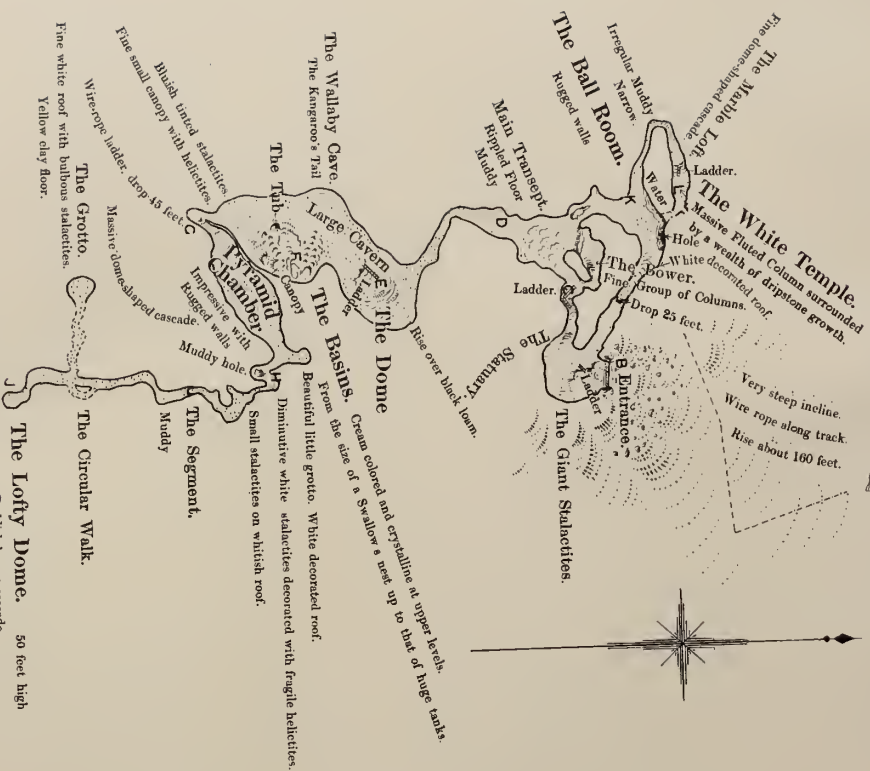 Fine dome-shaped cascade
The Marble Loft.
Irregular Muddy
Narrow.
The Ball Room.
Rugged walls
Ladder.
Water
K
L
The White Temple.
Massive Fluted Column surrounded
by a wealth of dripstone growth.
Hole
White decorated roof
The Bower.
Fine Group of Columns.
Drop 25 feet.
Main Transept.
Rippled Floor
Muddy
D
Ladder.
The Statuary
B Entrance.
Ladder
The Giant Stalactites.
Very steep incline.
Wire rope along track.
Rise about 160 feet.
Rise over black loam.
The Wallaby Cave.
The Kangaroo's Tail
Large Cavern
E
Ladder
The Dome
The Tub
F
Canopy
The Basins.
Cream colored and crystalline at upper levels.
From the size of a Swallow's nest up to that of huge tanks.
Bluish tinted stalactites
Fine small canopy with helictites.
Wire-rope ladder, drop 45 feet.
G
Pyramid
Chamber
Impressive with
Rugged walls
Massive dome-shaped cascade.
Muddy hole.
H
Beautiful little grotto. White decorated roof.
Diminutive white stalactites decorated with fragile helictites.
Small stalactites on whitish roof.
The Segment.
Muddy
The Grotto.
Fine white roof with bulbous stalactites.
Yellow clay floor.
The Circular Walk.
J
The Lofty Dome.
50 feet high